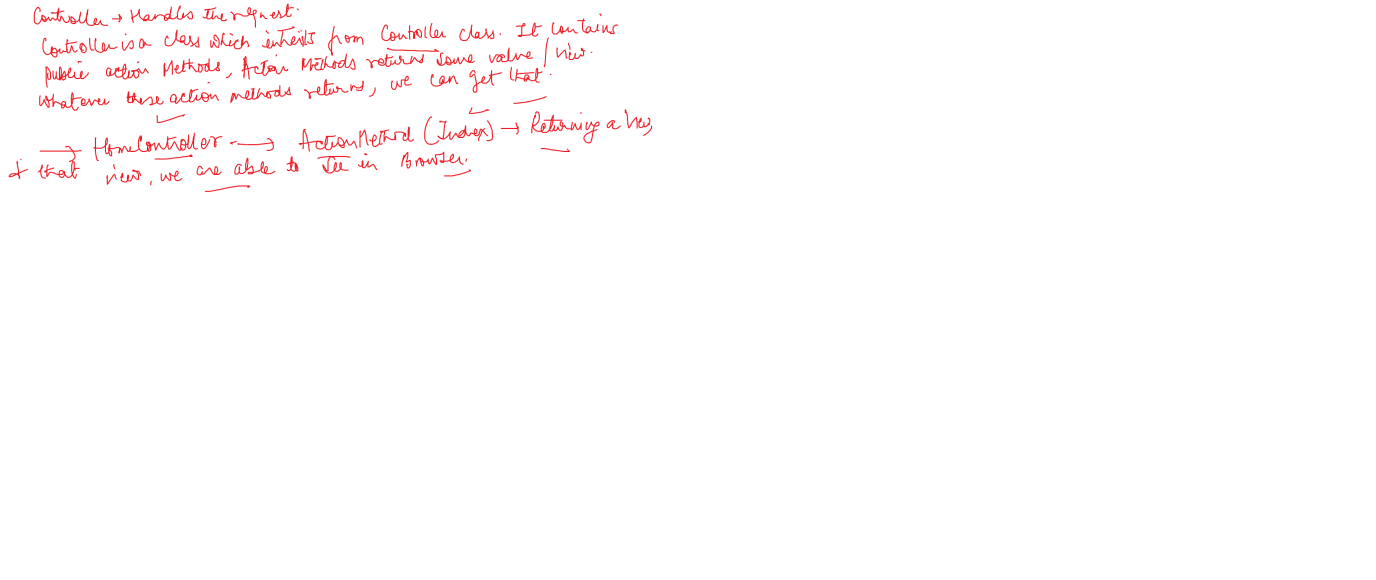 Controller → Handles the request.
Controller is a class which inherits from Controller class. It contains
public action Methods, Action Methods returns some value / view.
Whatever these action methods returns, we can get that.
→ HomeController → ActionMethod (Index) → Returning a View,
& that view, we are able to see in Browser.